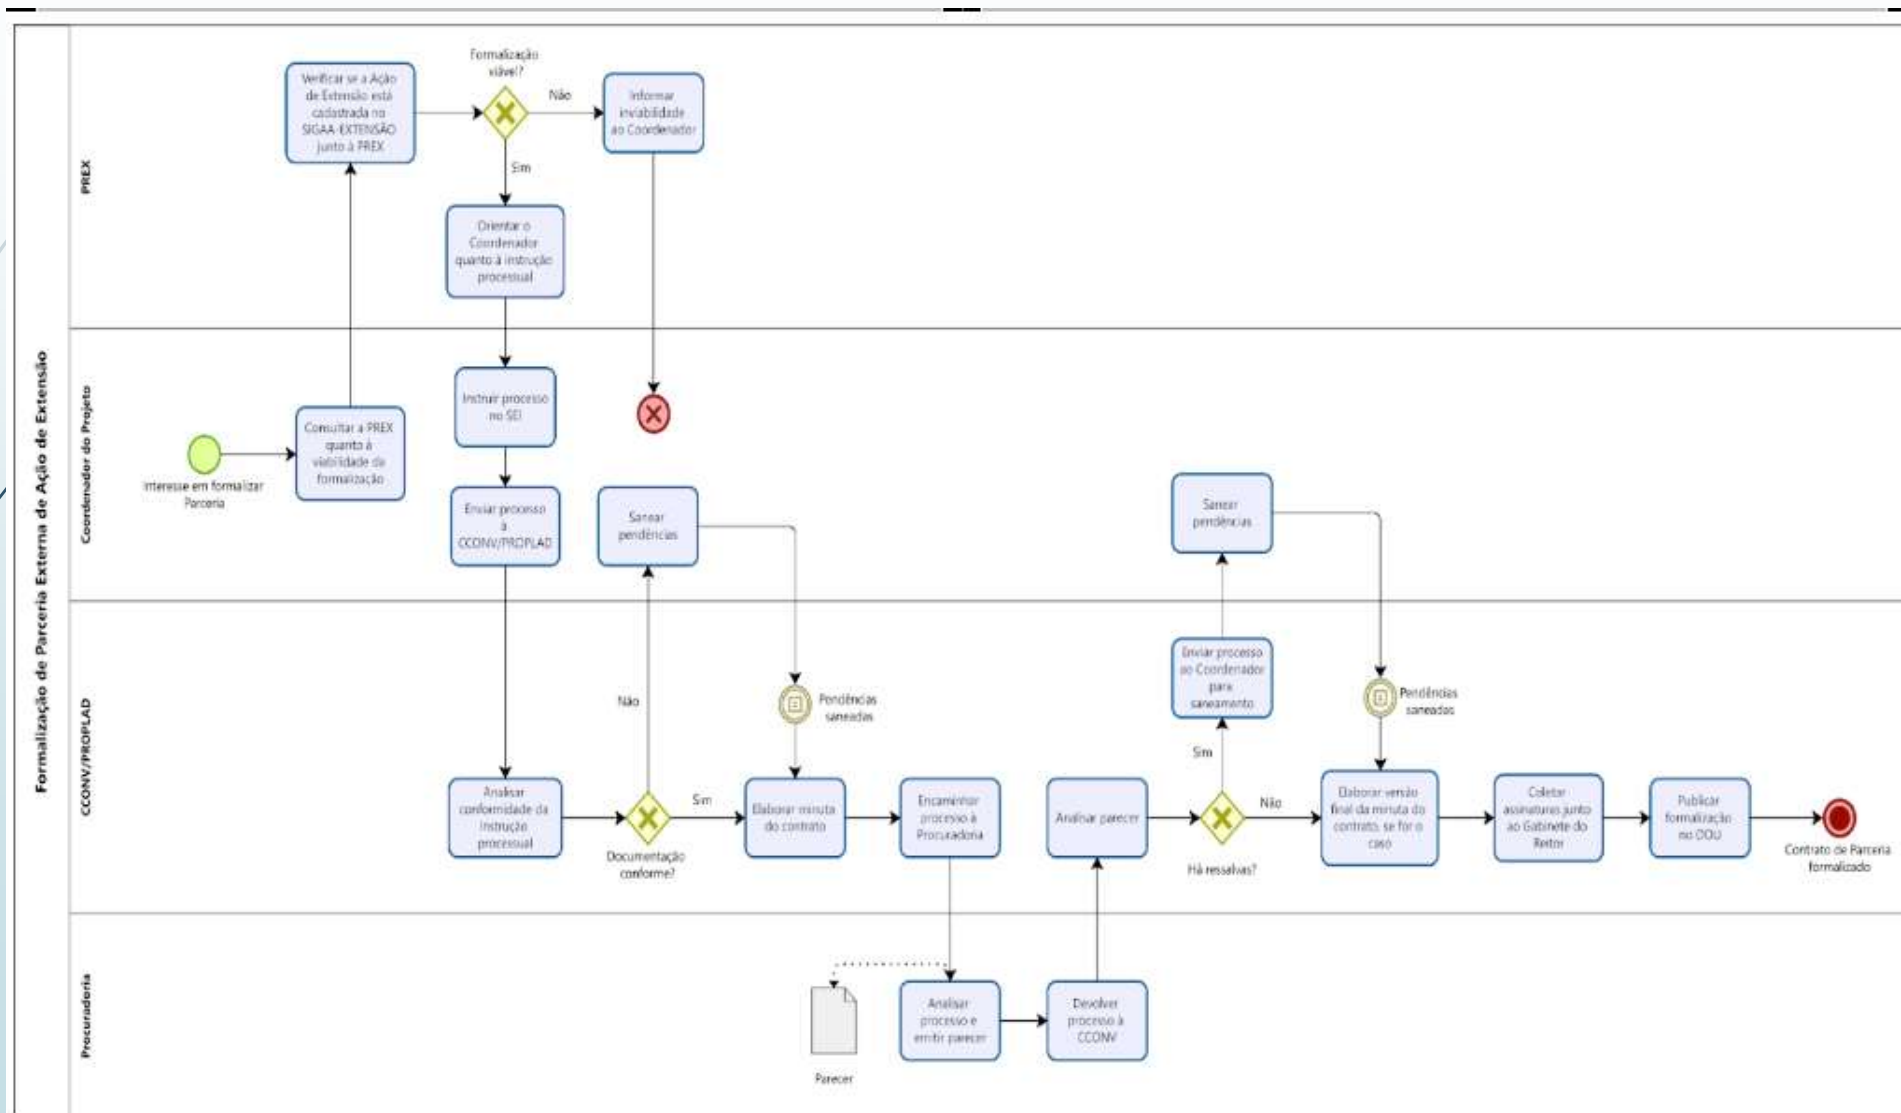 Formalização de Parceria Externa de Ação de Extensão
PREX
Verificar se a Ação
de Extensão está
cadastrada no
SIGAA-EXTENSÃO
junto à PREX
Formalização
viável?
Não
Informar
inviabilidade
ao Coordenador
Sim
Orientar o
Coordenador
quanto à instrução
processual
Coordenador do Projeto
Interesse em formalizar
Parceria
Consultar a PREX
quanto à
viabilidade da
formalização
Instruir processo
no SEI
Enviar processo
à
CCONV/PROPLAD
Sanear
pendências
Sanear
pendências
CCONV/PROPLAD
Analisar
conformidade da
instrução
processual
Não
Documentação
conforme?
Sim
Pendências
saneadas
Elaborar minuta
do contrato
Encaminhar
processo à
Procuradoria
Analisar parecer
Enviar processo
ao Coordenador
para
saneamento
Sim
Há ressalvas?
Não
Pendências
saneadas
Elaborar versão
final da minuta do
contrato, se for o
caso
Coletar
assinaturas junto
ao Gabinete do
Reitor
Publicar
formalização
no DOU
Contrato de Parceria
formalizado
Procuradoria
Parecer
Analisar
processo e
emitir parecer
Devolver
processo à
CCONV